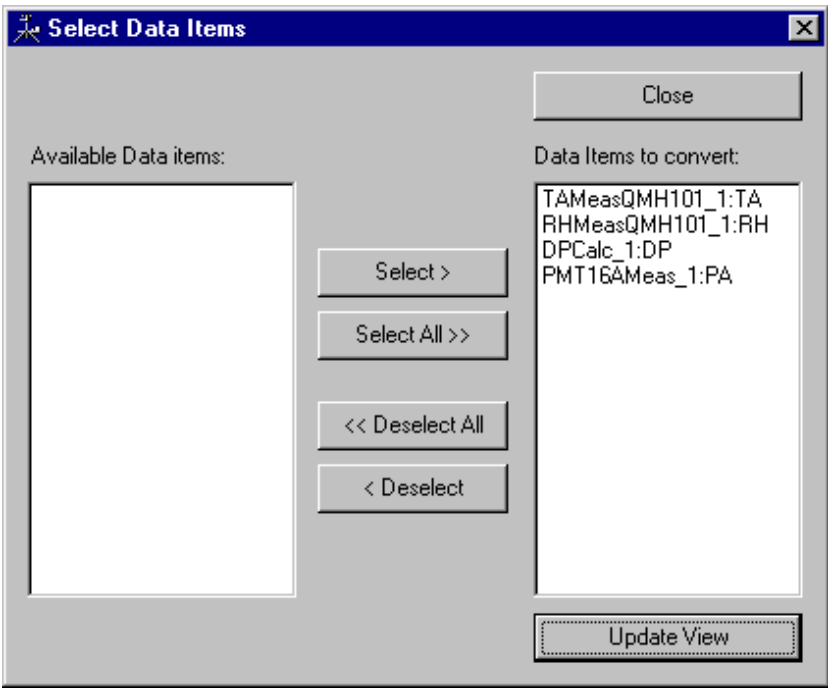 Select Data Items
Close
Available Data items:
Data Items to convert:
TAMeasQMH101_1:TA
RHMeasQMH101_1:RH
DPCalc_1:DP
PMT16AMeas_1:PA
Select >
Select All >>
<< Deselect All
< Deselect
Update View